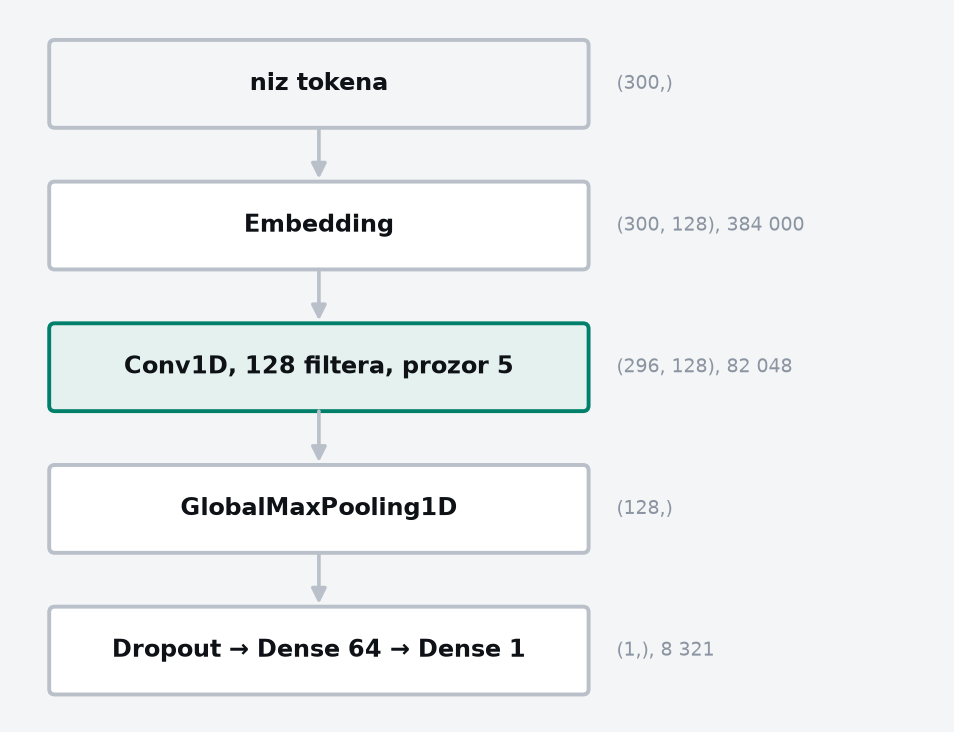 niz tokena (300,)
Embedding (300, 128), 384 000
Conv1D, 128 filtera, prozor 5 (296, 128), 82 048
GlobalMaxPooling1D (128,)
Dropout → Dense 64 → Dense 1 (1,), 8 321